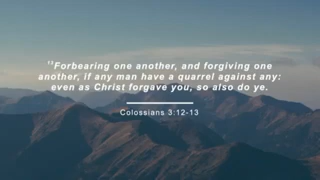 ¹³Forbearing one another, and forgiving one
another, if any man have a quarrel against any:
even as Christ forgave you, so also do ye.
Colossians 3:12-13